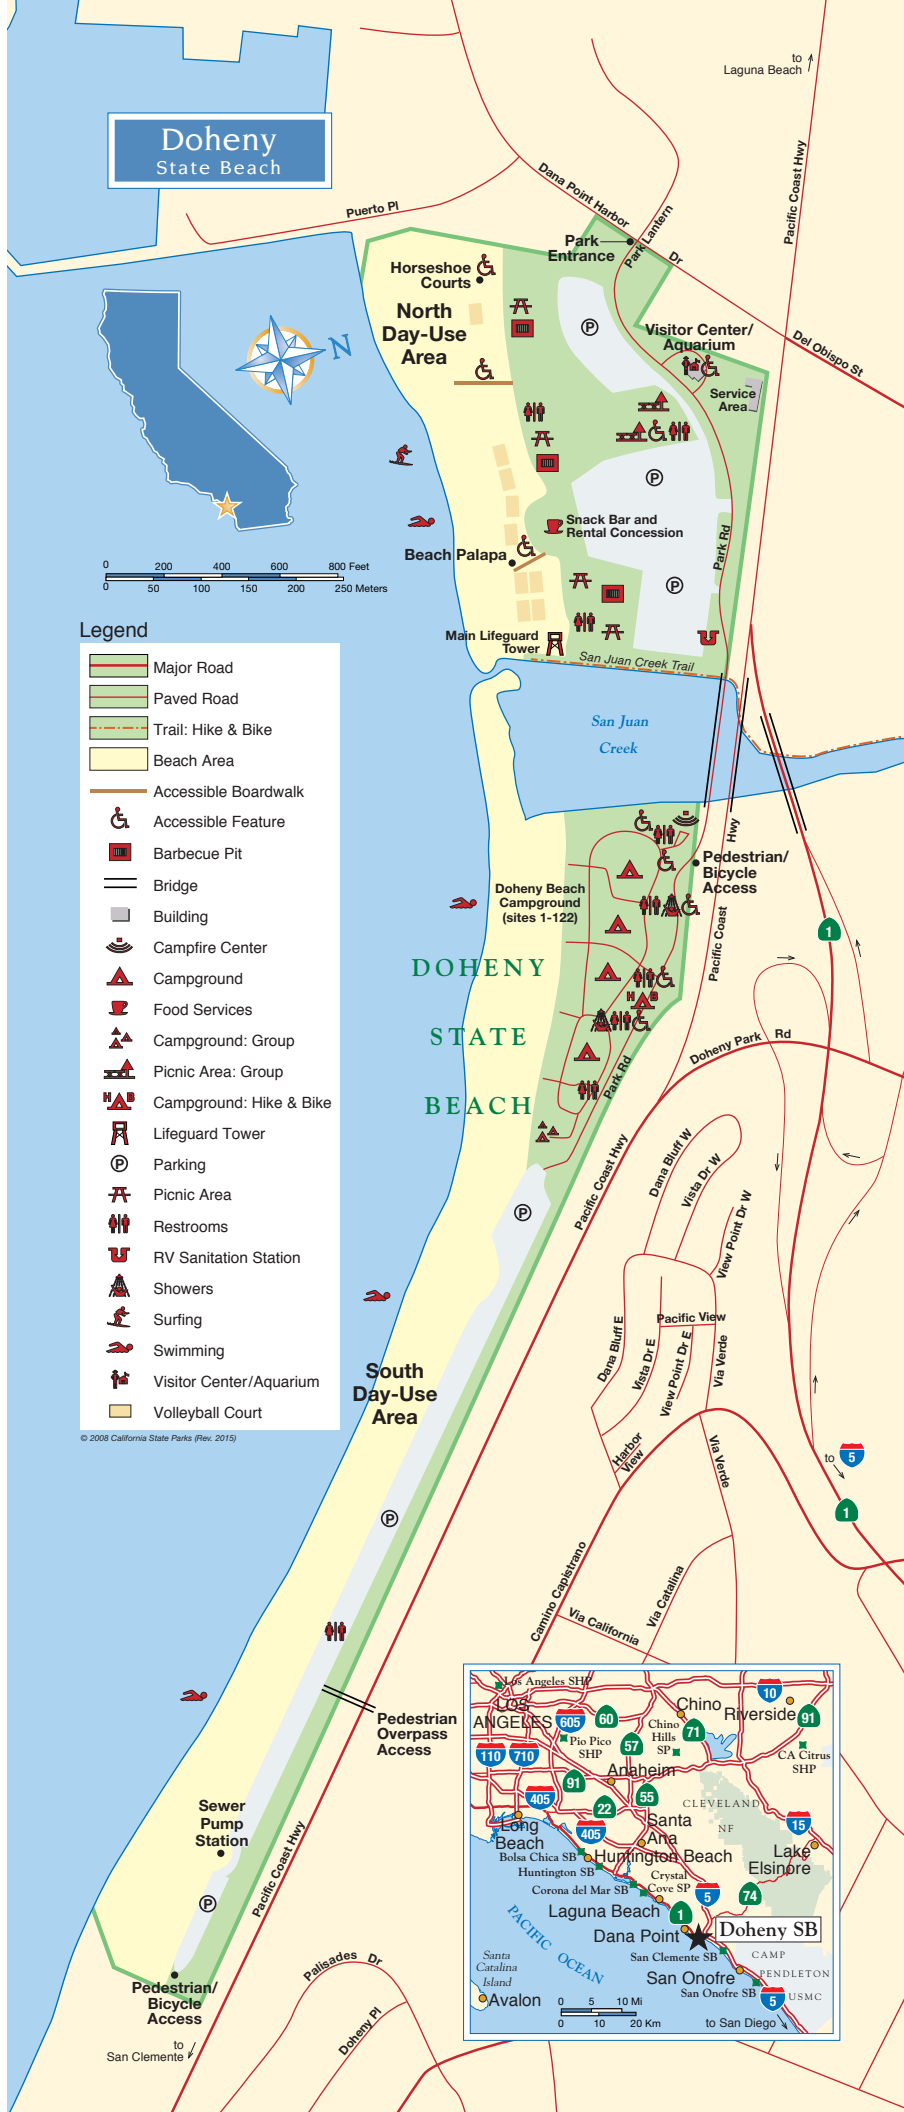 Doheny
State Beach
to
Laguna Beach
Pacific Coast Hwy
Puerto Pl
Dana Point Harbor
Dr
Park Lantern
Park
Entrance
Del Obispo St
Horseshoe
Courts
North
Day-Use
Area
Visitor Center/
Aquarium
Service
Area
N
P
P
P
Park Rd
Snack Bar and
Rental Concession
Beach Palapa
Main Lifeguard
Tower
San Juan Creek Trail
0 200 400 600 800 Feet
0 50 100 150 200 250 Meters
San Juan
Creek
Legend
Major Road
Paved Road
Trail: Hike & Bike
Beach Area
Accessible Boardwalk
Accessible Feature
Barbecue Pit
Bridge
Building
Campfire Center
Campground
Food Services
Campground: Group
Picnic Area: Group
H B Campground: Hike & Bike
Lifeguard Tower
P Parking
Picnic Area
Restrooms
RV Sanitation Station
Showers
Surfing
Swimming
Visitor Center/Aquarium
Volleyball Court
© 2008 California State Parks (Rev. 2015)
Pedestrian/
Bicycle
Access
Pacific Coast Hwy
Doheny Beach
Campground
(sites 1-122)
H B
DOHENY
STATE
BEACH
1
Park Rd
Doheny Park Rd
Pacific Coast Hwy
Dana Bluff W
Vista Dr W
View Point Dr W
P
Pacific View
Dana Bluff E
Vista Dr E
View Point Dr E
Via Verde
South
Day-Use
Area
Harbor
View
Via Verde
to
5
1
P
Camino Capistrano
Via California
Via Catalina
Pedestrian
Overpass
Access
Sewer
Pump
Station
P
Pacific Coast Hwy
Pedestrian/
Bicycle
Access
to
San Clemente
Palisades Dr
Doheny Pl
Los Angeles SHP
LOS
ANGELES
605
60
Chino
10
Riverside
91
Chino
Hills
SP
71
Pio Pico
SHP
57
CA Citrus
SHP
110
710
Anaheim
91
55
405
22
CLEVELAND
NF
15
Long
Beach
405
Santa
Ana
Lake
Elsinore
Bolsa Chica SB
Huntington Beach
Huntington SB
Crystal
Cove SP
Corona del Mar SB
5
74
Laguna Beach
1
PACIFIC OCEAN
Dana Point
Doheny SB
San Clemente SB
CAMP
PENDLETON
USMC
Santa
Catalina
Island
San Onofre
San Onofre SB
Avalon
0 5 10 Mi
0 10 20 Km
5
to San Diego